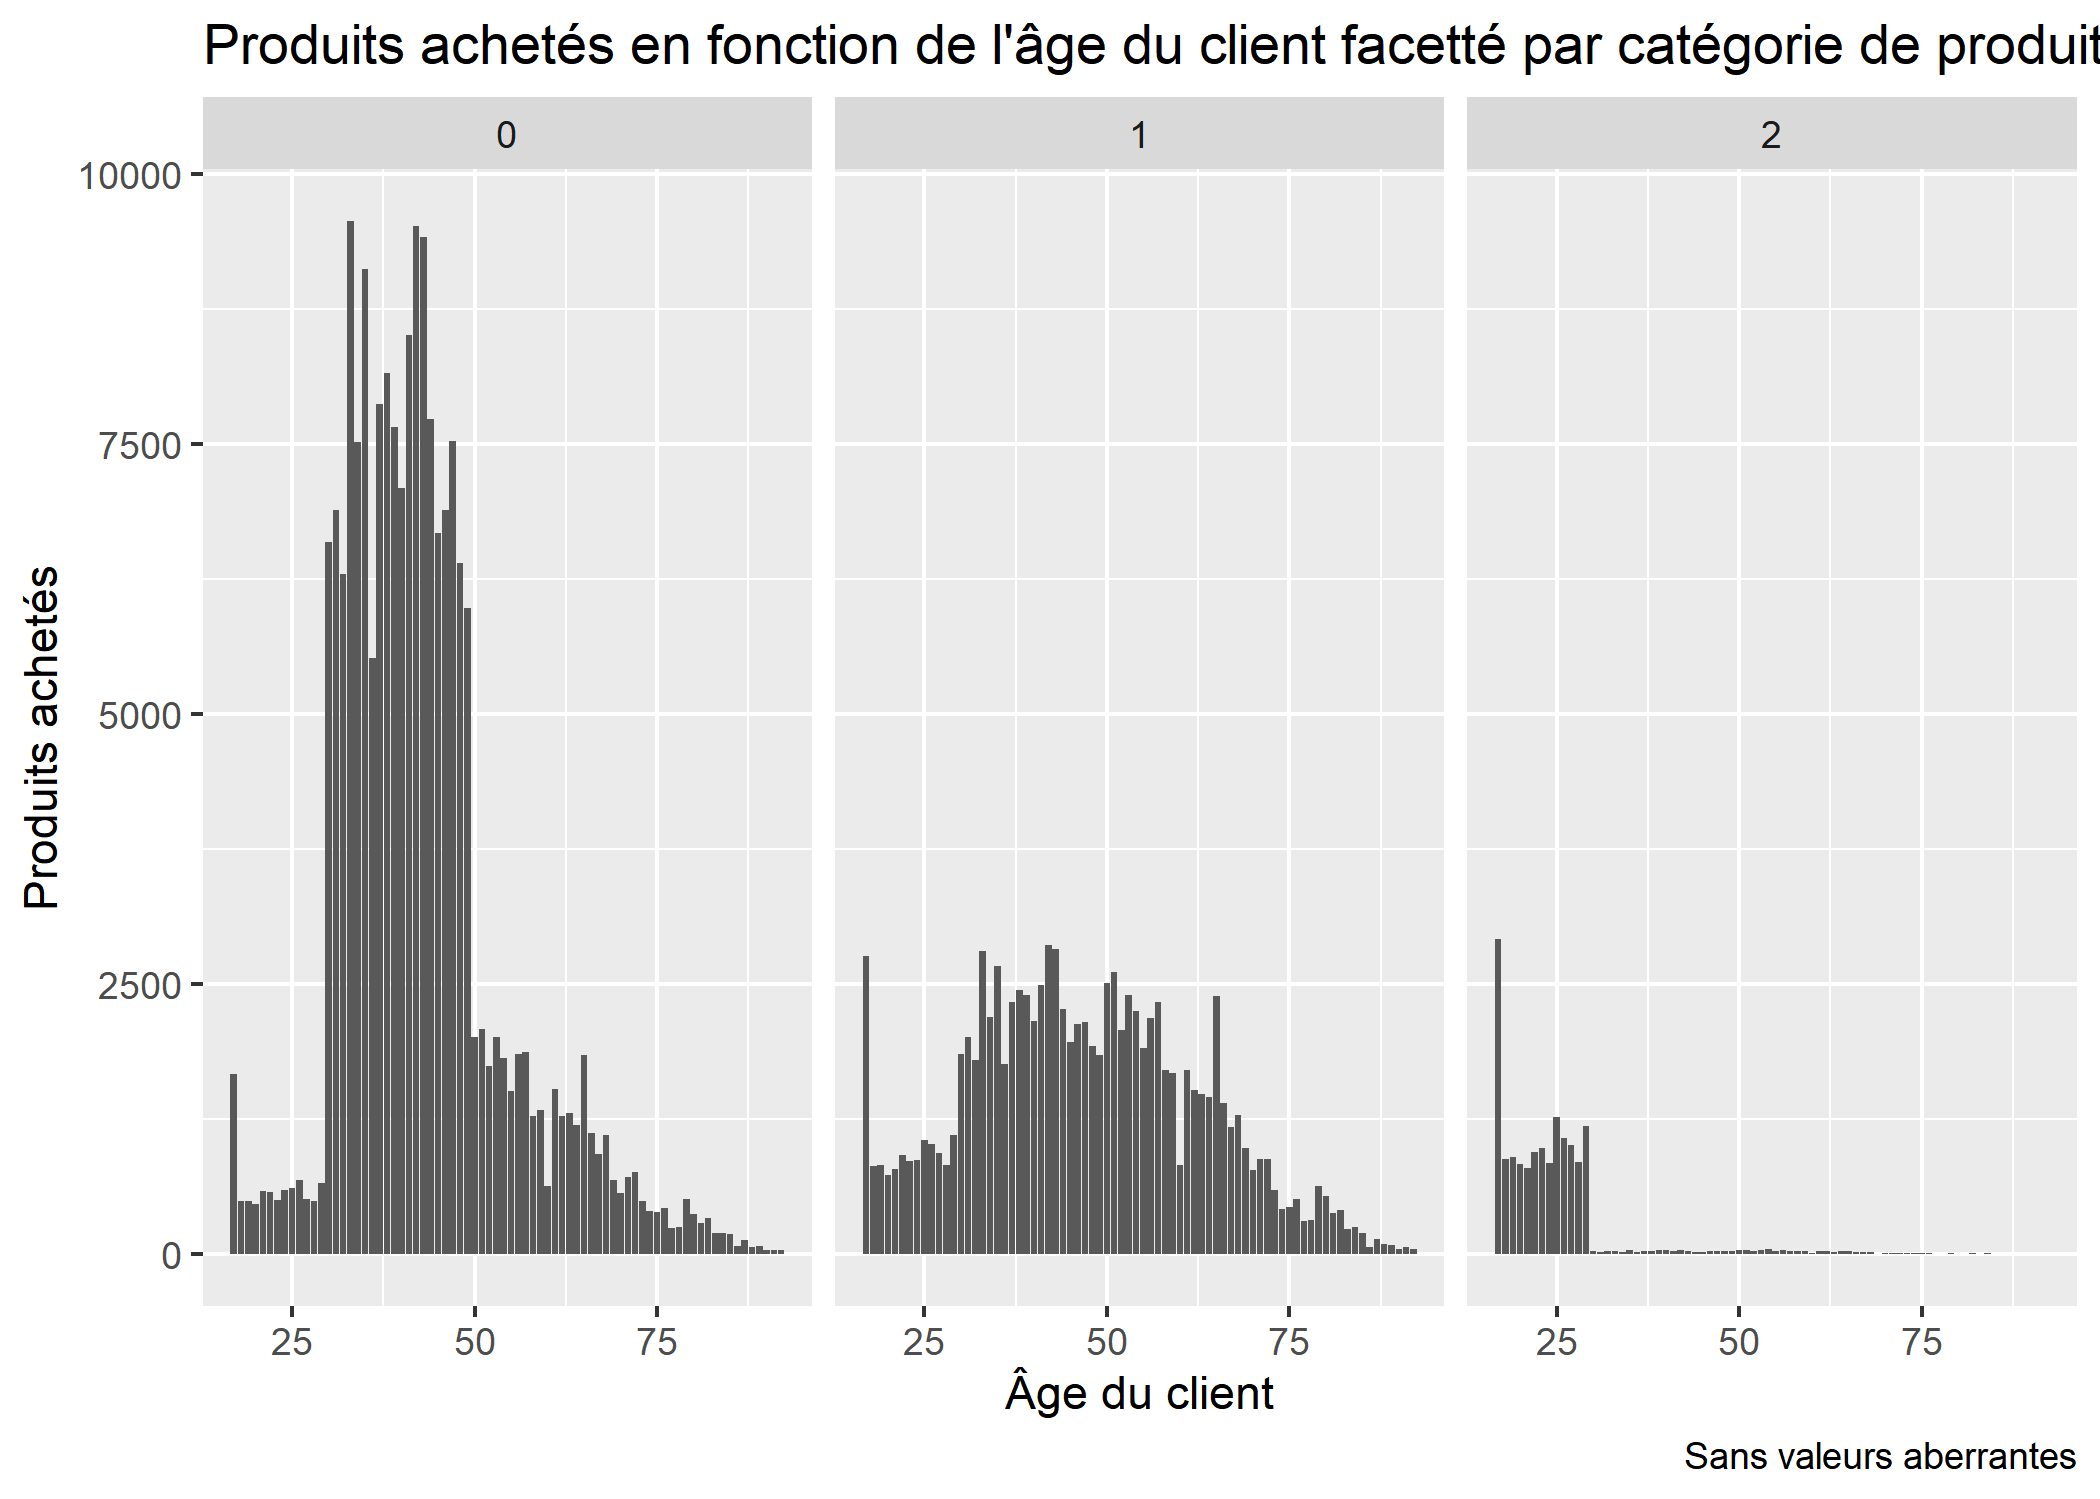 Produits achetés en fonction de l'âge du client facetté par catégorie de produit
0 1 2
10000
7500
5000
2500
0
Produits achetés
25 50 75 25 50 75 25 50 75
Âge du client
Sans valeurs aberrantes